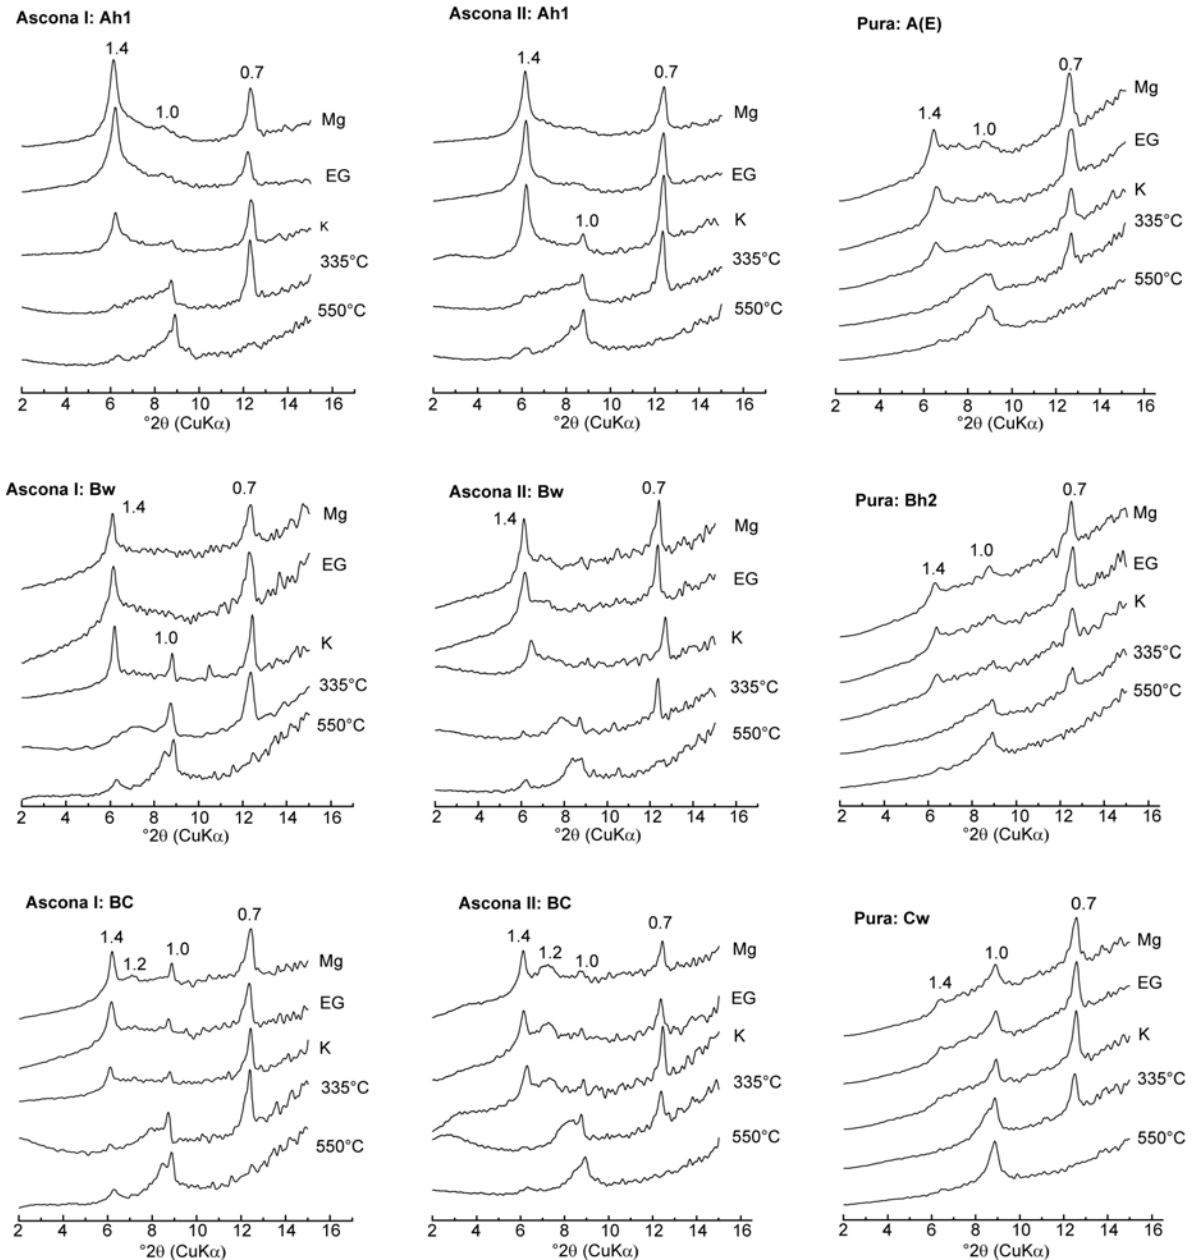 Ascona I: Ah1
1.4
1.0
0.7
Mg
EG
K
335°C
550°C
2 4 6 8 10 12 14 16
°2θ (CuKα)
Ascona II: Ah1
1.4
0.7
Mg
EG
1.0
K
335°C
550°C
2 4 6 8 10 12 14 16
°2θ (CuKα)
Pura: A(E)
0.7
1.4
1.0
Mg
EG
K
335°C
550°C
2 4 6 8 10 12 14 16
°2θ (CuKα)
Ascona I: Bw
0.7
1.4
Mg
EG
1.0
K
335°C
550°C
2 4 6 8 10 12 14 16
°2θ (CuKα)
Ascona II: Bw
0.7
1.4
Mg
EG
K
335°C
550°C
2 4 6 8 10 12 14 16
°2θ (CuKα)
Pura: Bh2
0.7
1.4
1.0
Mg
EG
K
335°C
550°C
2 4 6 8 10 12 14 16
°2θ (CuKα)
Ascona I: BC
1.4
1.2
1.0
0.7
Mg
EG
K
335°C
550°C
2 4 6 8 10 12 14 16
°2θ (CuKα)
Ascona II: BC
1.4
1.2
1.0
0.7
Mg
EG
K
335°C
550°C
2 4 6 8 10 12 14 16
°2θ (CuKα)
Pura: Cw
0.7
1.4
1.0
Mg
EG
K
335°C
550°C
2 4 6 8 10 12 14 16
°2θ (CuKα)